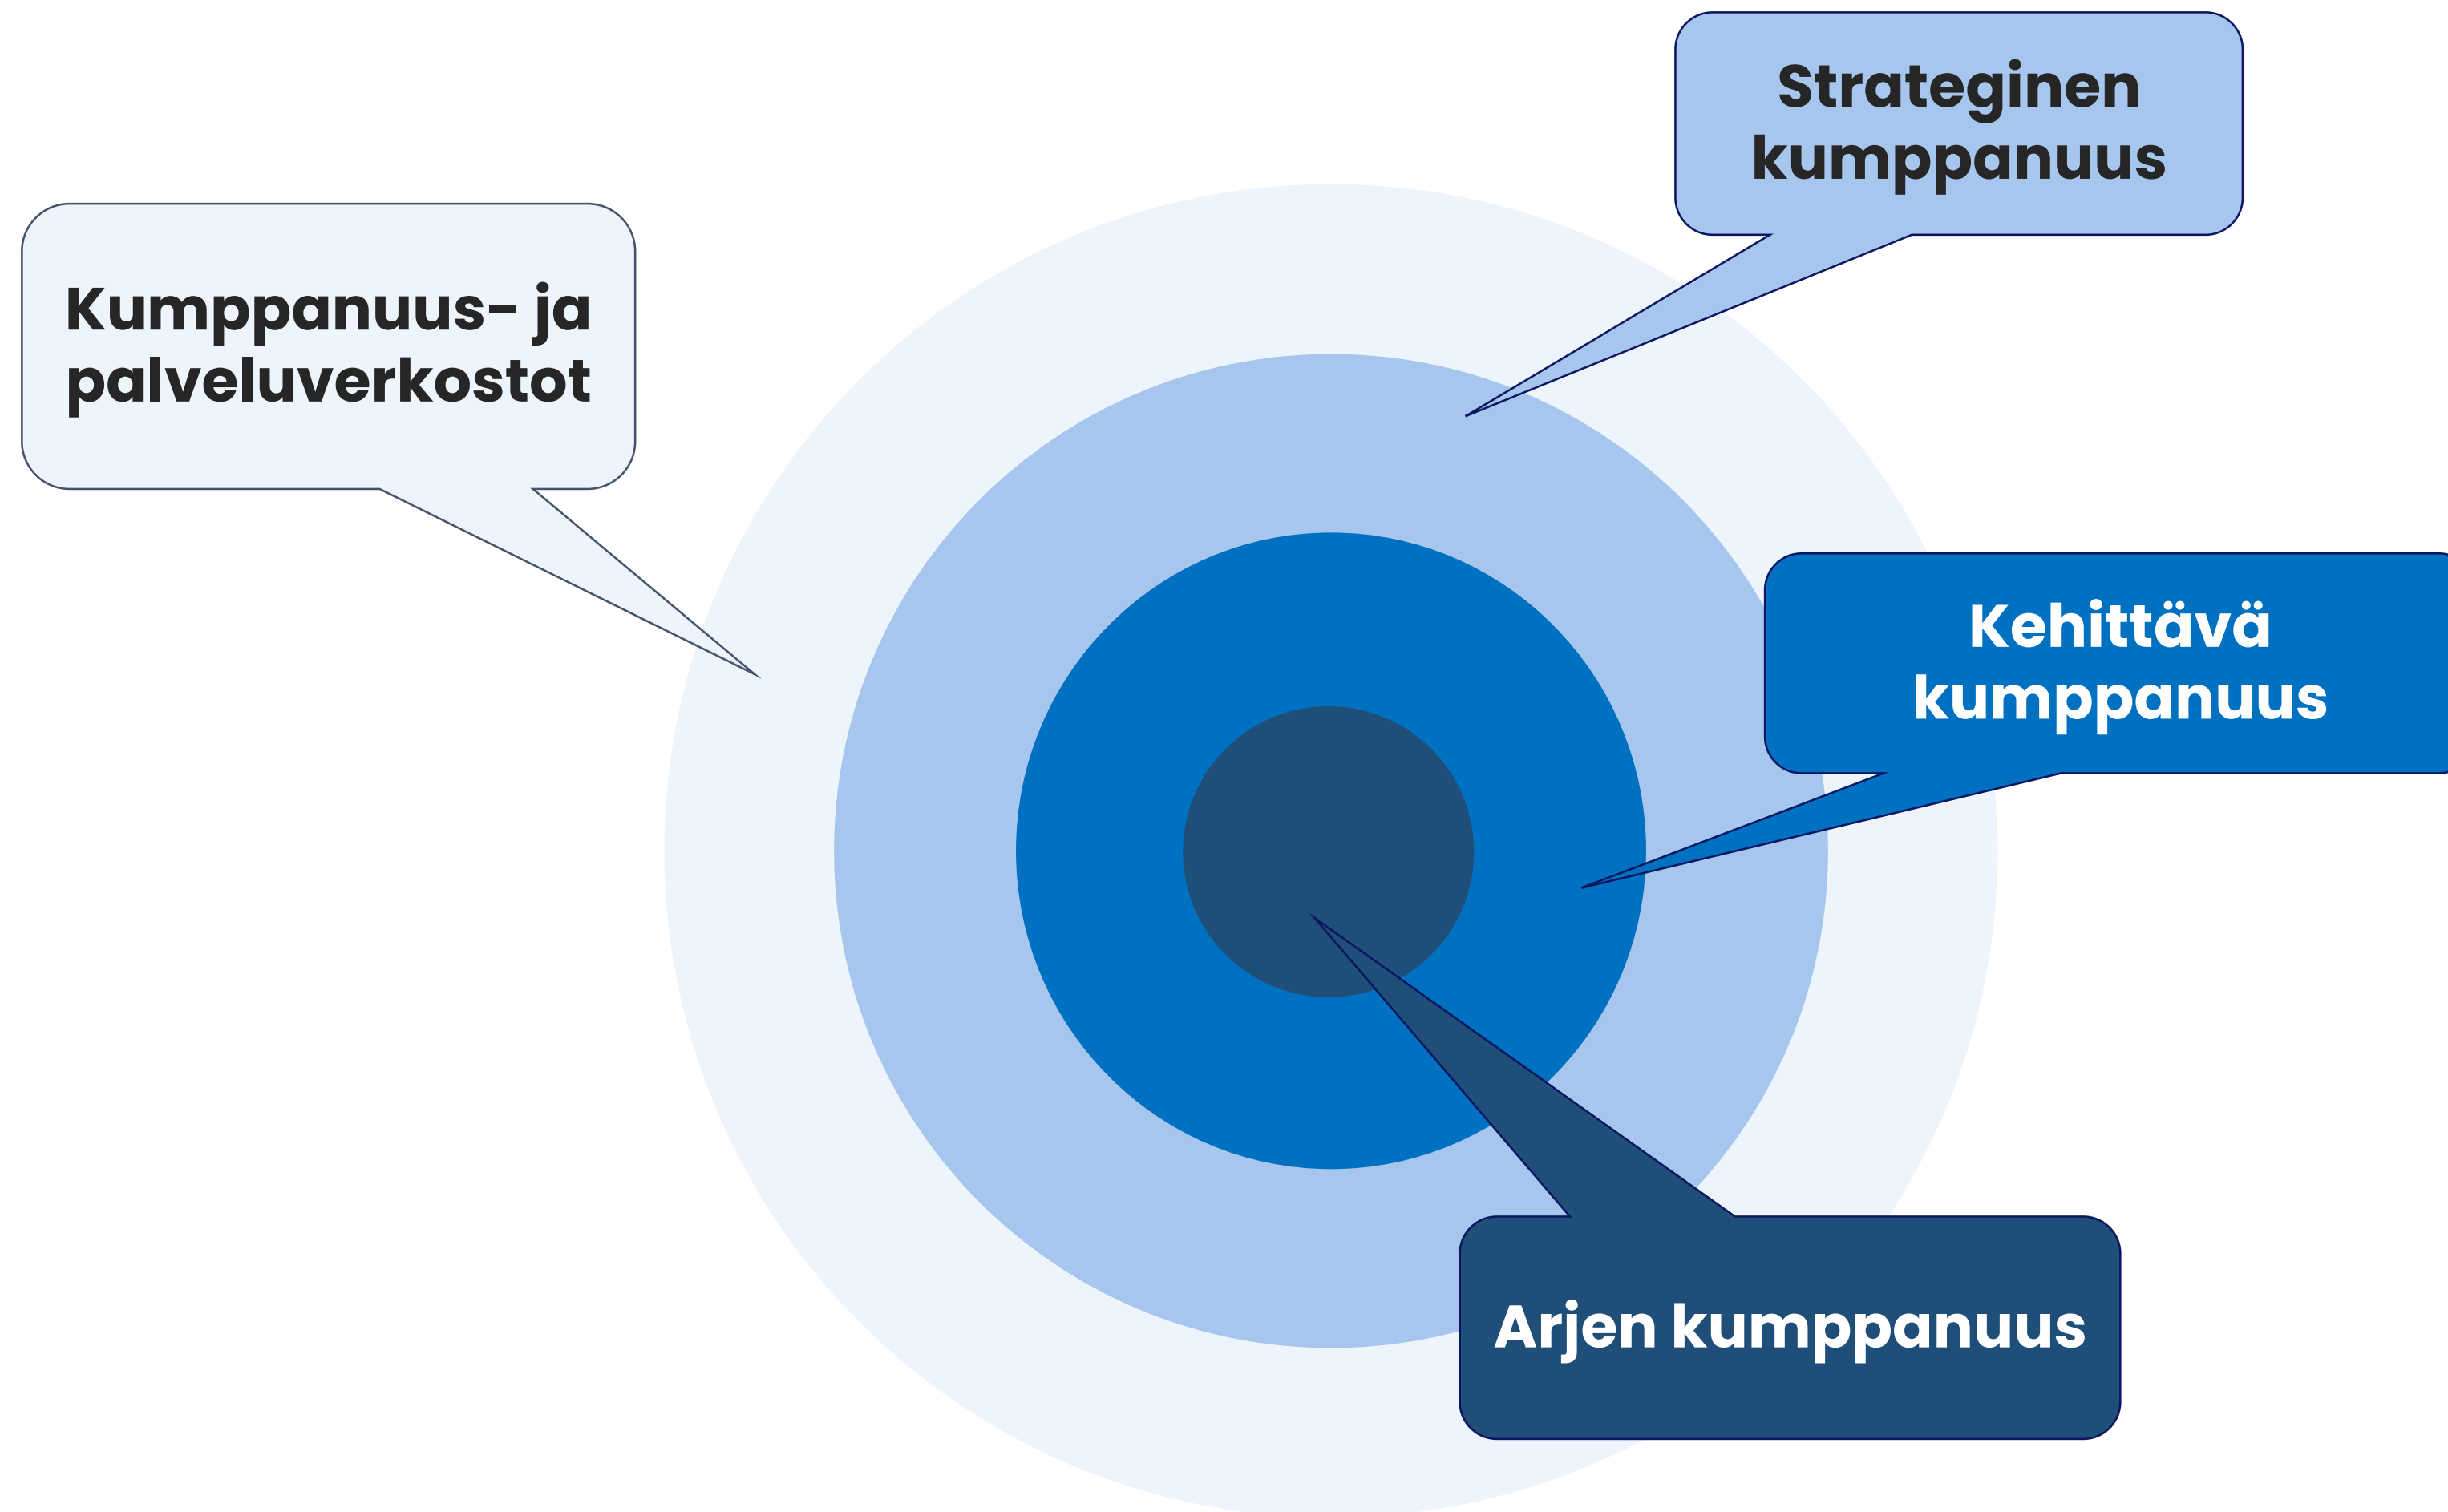 Strateginen
kumppanuus
Kumppanuus- ja
palveluverkostot
Kehittävä
kumppanuus
Arjen kumppanuus